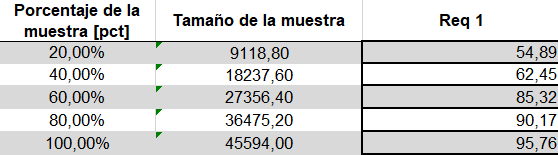 Porcentaje de la muestra [pct] Tamaño de la muestra Req 1
20,00% 9118,80 54,89
40,00% 18237,60 62,45
60,00% 27356,40 85,32
80,00% 36475,20 90,17
100,00% 45594,00 95,76